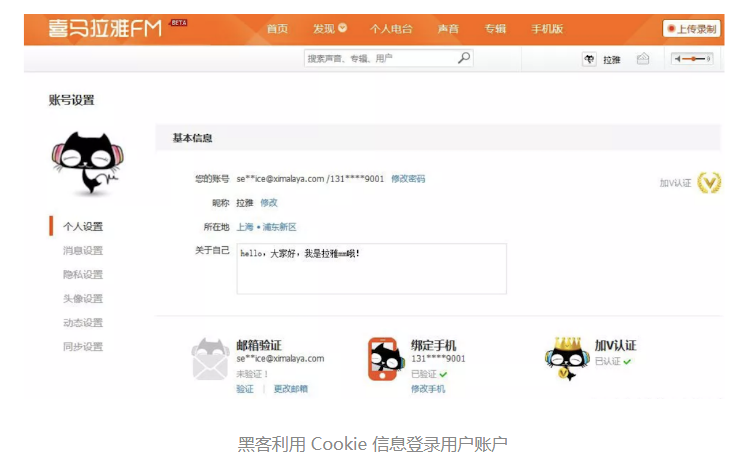 喜马拉雅FM BETA 首页 发现 个人电台 声音 专辑 手机版 上传录制
搜索声音、专辑、用户 拉雅
账号设置
基本信息
您的账号 se**ice@ximalaya.com /131****9001 修改密码 加V认证
昵称 拉雅 修改
个人设置 所在地 上海 • 浦东新区
消息设置 关于自己 hello，大家好，我是拉雅mm哦！
隐私设置
头像设置
动态设置
同步设置
邮箱验证 绑定手机 加V认证
se**ice@ximalaya.com 131****9001 已认证
未验证！ 已验证
验证 更改邮箱 修改手机
黑客利用 Cookie 信息登录用户账户